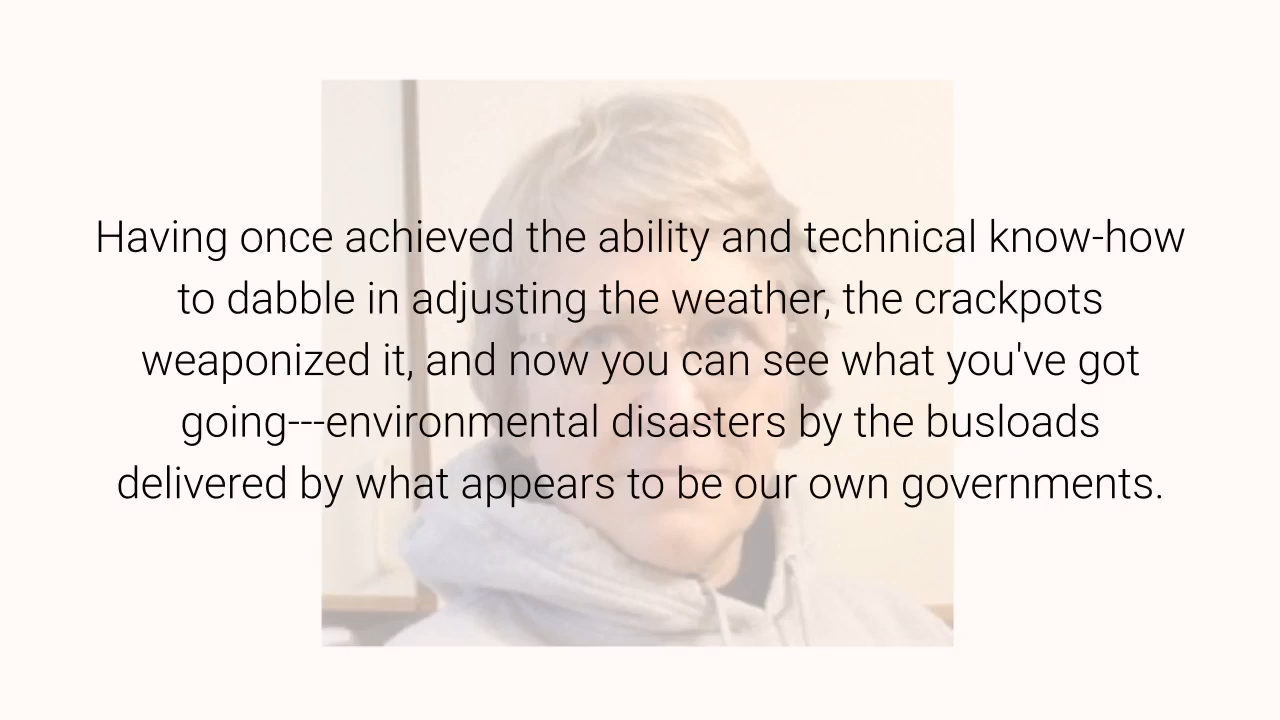 Having once achieved the ability and technical know-how
to dabble in adjusting the weather, the crackpots
weaponized it, and now you can see what you've got
going---environmental disasters by the busloads
delivered by what appears to be our own governments.